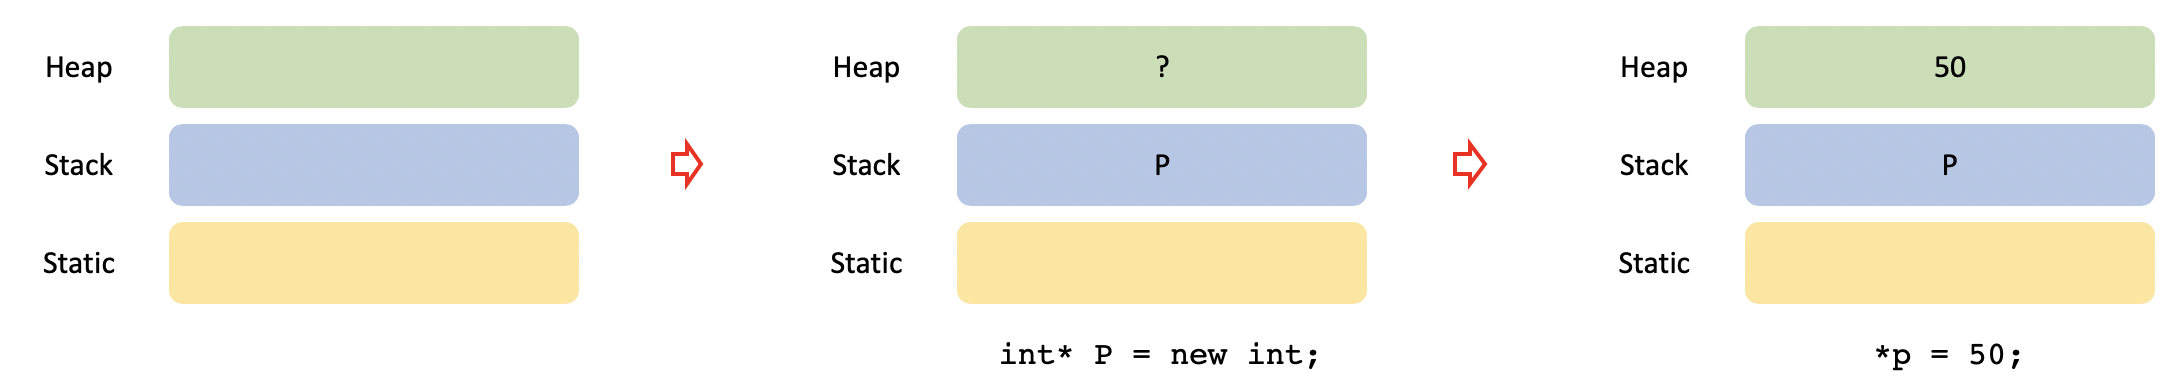 Heap
Stack
Static
Heap ?
Stack P
Static
int* P = new int;
Heap 50
Stack P
Static
*p = 50;